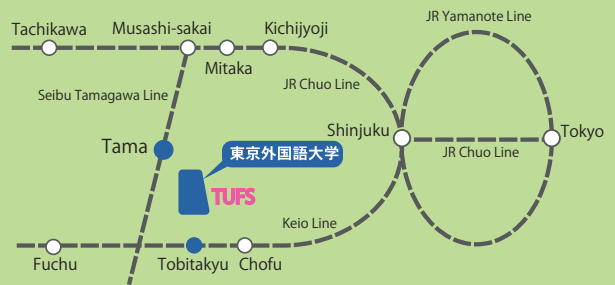 JR Yamanote Line
Tachikawa
Musashi-sakai
Kichijyoji
Mitaka
JR Chuo Line
Seibu Tamagawa Line
Shinjuku
Tokyo
JR Chuo Line
Tama
東京外国語大学
TUFS
Keio Line
Fuchu
Tobitakyu
Chofu